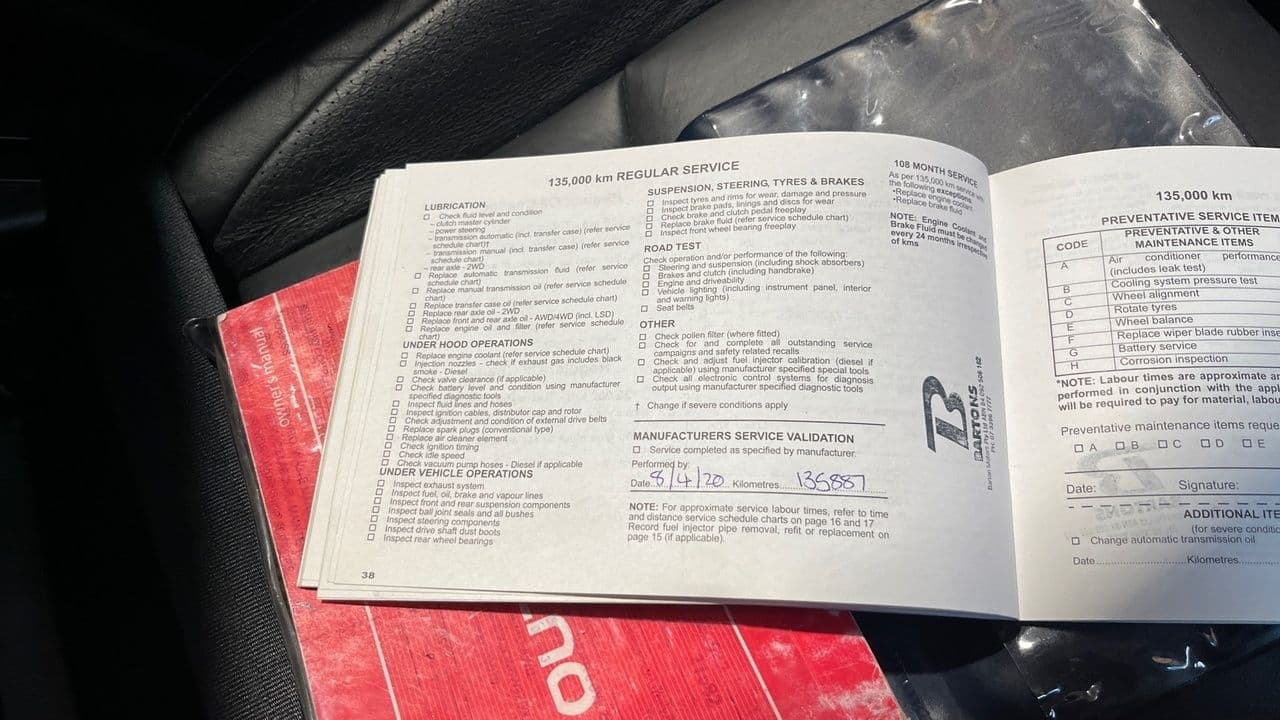 135,000 km REGULAR SERVICE
LUBRICATION
☐ Check fluid level and condition
– clutch master cylinder
– power steering
– transmission automatic (incl. transfer case) (refer service
schedule chart)†
– transmission manual (incl. transfer case) (refer service
schedule chart)
– rear axle - 2WD
☐ Replace automatic transmission fluid (refer service
schedule chart)
☐ Replace manual transmission oil (refer service schedule
chart)
☐ Replace transfer case oil (refer service schedule chart)
☐ Replace rear axle oil - 2WD
☐ Replace front and rear axle oil - AWD/4WD (incl. LSD)
☐ Replace engine oil and filter (refer service schedule
chart)
UNDER HOOD OPERATIONS
☐ Replace engine coolant (refer service schedule chart)
☐ Injection nozzles - check if exhaust gas includes black
smoke - Diesel
☐ Check valve clearance (if applicable)
☐ Check battery level and condition using manufacturer
specified diagnostic tools
☐ Inspect fluid lines and hoses
☐ Inspect ignition cables, distributor cap and rotor
☐ Check adjustment and condition of external drive belts
☐ Replace spark plugs (conventional type)
☐ Replace air cleaner element
☐ Check ignition timing
☐ Check idle speed
☐ Check vacuum pump hoses - Diesel if applicable
UNDER VEHICLE OPERATIONS
☐ Inspect exhaust system
☐ Inspect fuel, oil, brake and vapour lines
☐ Inspect front and rear suspension components
☐ Inspect ball joint seals and all bushes
☐ Inspect steering components
☐ Inspect drive shaft dust boots
☐ Inspect rear wheel bearings
38
SUSPENSION, STEERING, TYRES & BRAKES
☐ Inspect tyres and rims for wear, damage and pressure
☐ Inspect brake pads, linings and discs for wear
☐ Check brake and clutch pedal freeplay
☐ Replace brake fluid (refer service schedule chart)
☐ Inspect front wheel bearing freeplay
ROAD TEST
Check operation and/or performance of the following:
☐ Steering and suspension (including shock absorbers)
☐ Brakes and clutch (including handbrake)
☐ Engine and driveability
☐ Vehicle lighting (including instrument panel, interior
and warning lights)
☐ Seat belts
OTHER
☐ Check pollen filter (where fitted)
☐ Check for and complete all outstanding service
campaigns and safety related recalls
☐ Check and adjust fuel injector calibration (diesel if
applicable) using manufacturer specified special tools
☐ Check all electronic control systems for diagnosis
output using manufacturer specified diagnostic tools
† Change if severe conditions apply
MANUFACTURERS SERVICE VALIDATION
☐ Service completed as specified by manufacturer.
Performed by
Date 8/4/20 Kilometres 135887
NOTE: For approximate service labour times, refer to time
and distance service schedule charts on page 16 and 17
Record fuel injector pipe removal, refit or replacement on
page 15 (if applicable).
108 MONTH SERVICE
As per 135,000 km service with
the following exceptions
*Replace engine coolant
*Replace brake fluid
NOTE: Engine Coolant and
Brake Fluid must be changed
every 24 months irrespective
of kms
B
BARTONS
135,000 km
PREVENTATIVE SERVICE ITEM
CODE PREVENTATIVE & OTHER
MAINTENANCE ITEMS
A Air conditioner performance
(includes leak test)
B Cooling system pressure test
C Wheel alignment
D Rotate tyres
E Wheel balance
F Replace wiper blade rubber inse
G Battery service
H Corrosion inspection
*NOTE: Labour times are approximate an
performed in conjunction with the appl
will be required to pay for material, labou
Preventative maintenance items reque
☐ A ☐ B ☐ C ☐ D ☐ E
Date: Signature:
ADDITIONAL ITE
(for severe conditio
☐ Change automatic transmission oil
Date Kilometres
Owner's Manual